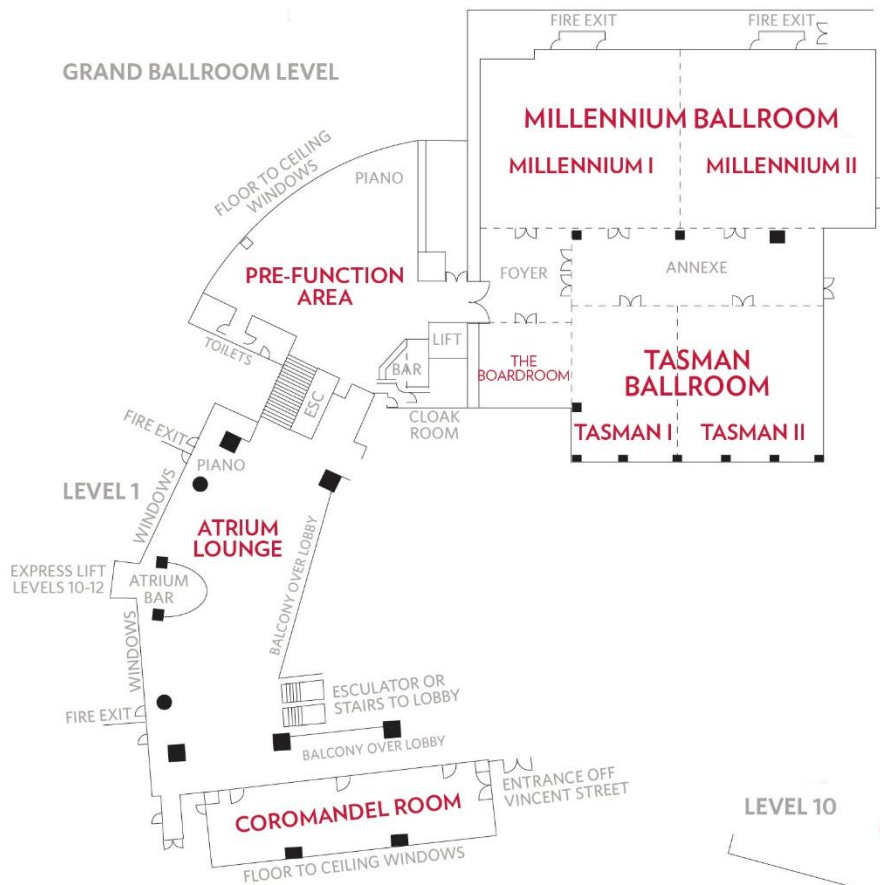 FIRE EXIT
FIRE EXIT
GRAND BALLROOM LEVEL
MILLENNIUM BALLROOM
MILLENNIUM I
MILLENNIUM II
FLOOR TO CEILING
WINDOWS
PIANO
PRE-FUNCTION
AREA
FOYER
ANNEXE
TOILETS
LIFT
BAR
THE
BOARDROOM
TASMAN
BALLROOM
ESC
CLOAK
ROOM
TASMAN I
TASMAN II
FIRE EXIT
PIANO
LEVEL 1
WINDOWS
ATRIUM
LOUNGE
BALCONY OVER LOBBY
EXPRESS LIFT
LEVELS 10-12
ATRIUM
BAR
WINDOWS
FIRE EXIT
ESCULATOR OR
STAIRS TO LOBBY
BALCONY OVER LOBBY
ENTRANCE OFF
VINCENT STREET
COROMANDEL ROOM
FLOOR TO CEILING WINDOWS
LEVEL 10